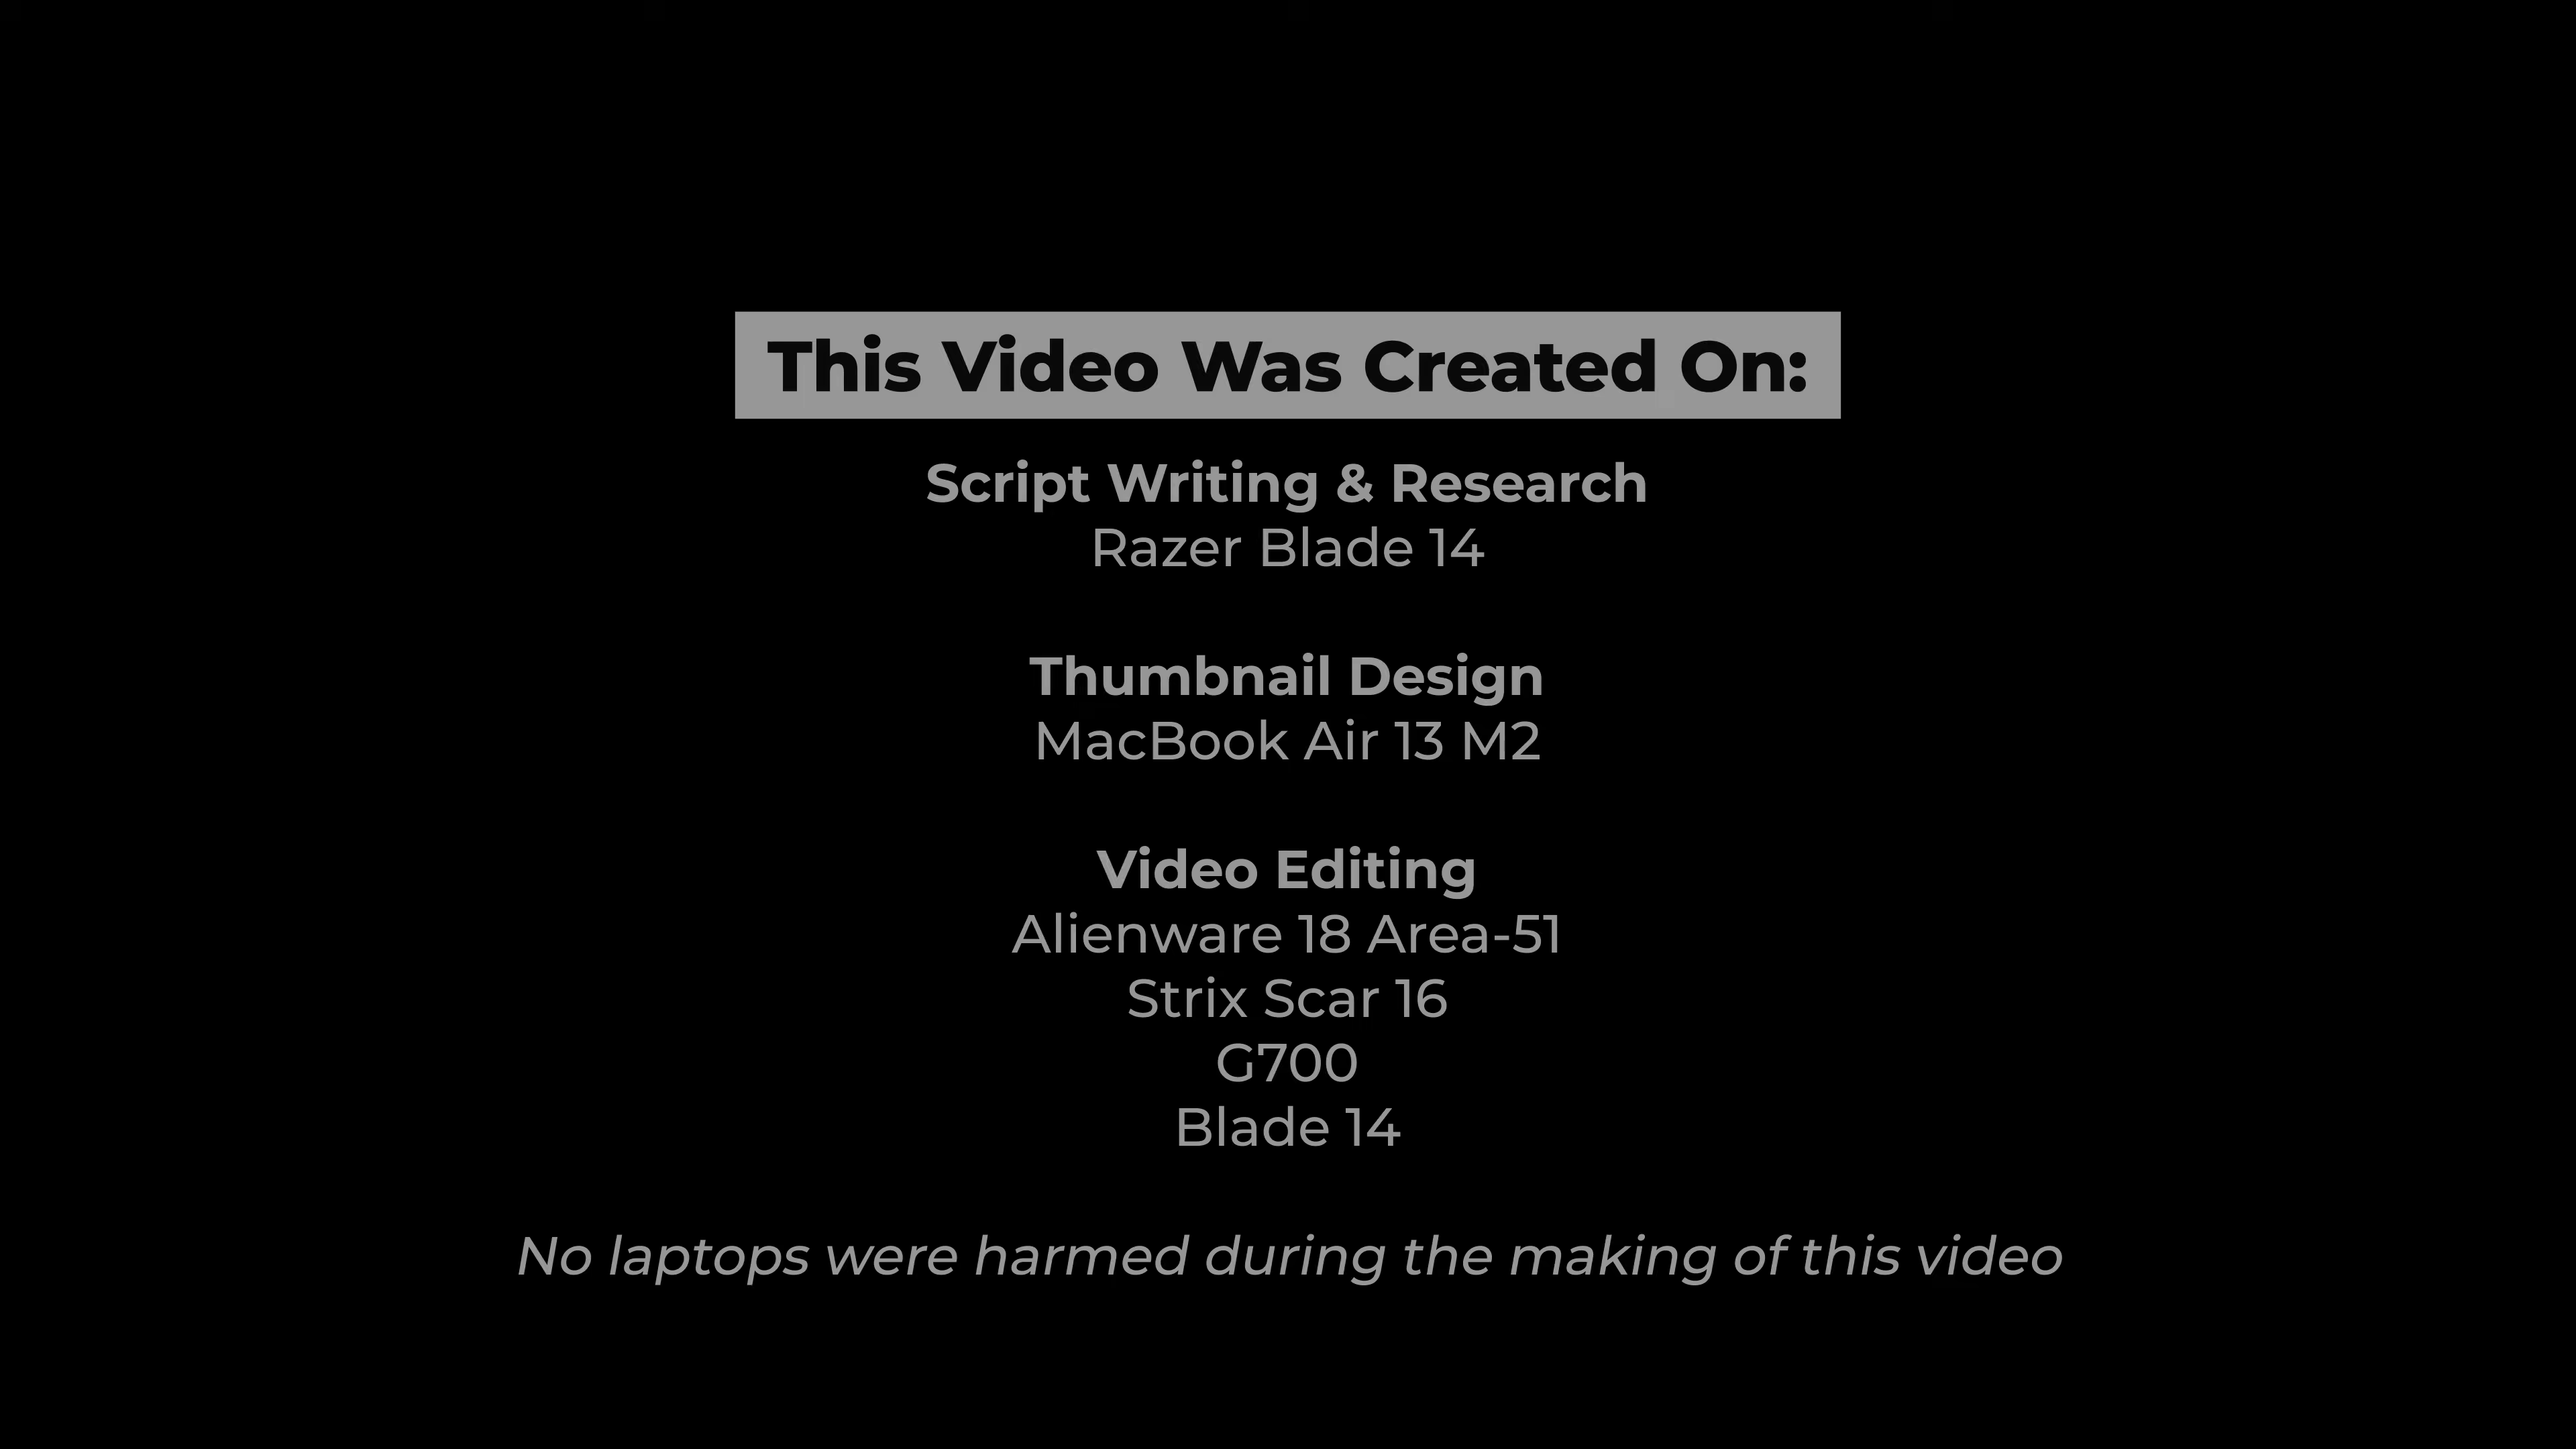 This Video Was Created On:
Script Writing & Research
Razer Blade 14
Thumbnail Design
MacBook Air 13 M2
Video Editing
Alienware 18 Area-51
Strix Scar 16
G700
Blade 14
No laptops were harmed during the making of this video